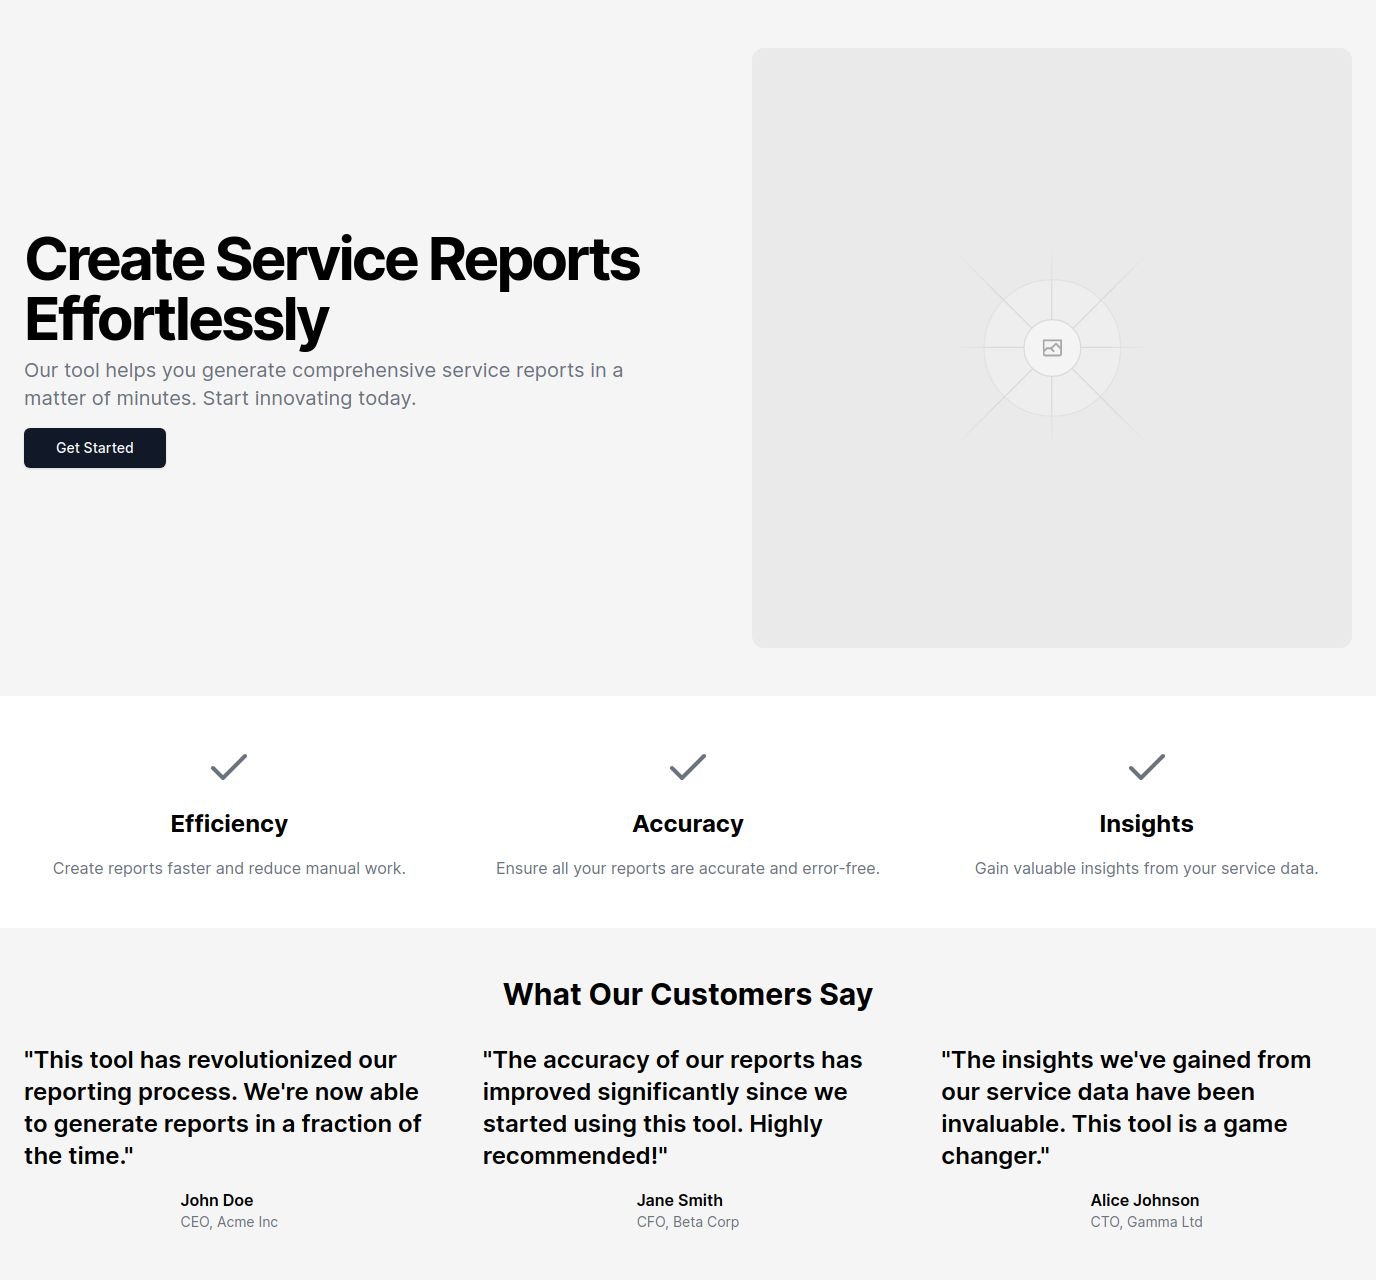 Create Service Reports
Effortlessly
Our tool helps you generate comprehensive service reports in a
matter of minutes. Start innovating today.
Get Started
Efficiency
Create reports faster and reduce manual work.
Accuracy
Ensure all your reports are accurate and error-free.
Insights
Gain valuable insights from your service data.
What Our Customers Say
"This tool has revolutionized our
reporting process. We're now able
to generate reports in a fraction of
the time."
John Doe
CEO, Acme Inc
"The accuracy of our reports has
improved significantly since we
started using this tool. Highly
recommended!"
Jane Smith
CFO, Beta Corp
"The insights we've gained from
our service data have been
invaluable. This tool is a game
changer."
Alice Johnson
CTO, Gamma Ltd